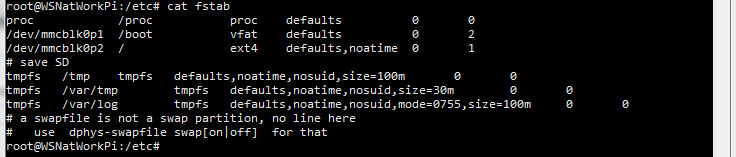 root@WSNatWorkPi:/etc# cat fstab
proc            /proc           proc    defaults          0       0
/dev/mmcblk0p1  /boot           vfat    defaults          0       2
/dev/mmcblk0p2  /               ext4    defaults,noatime  0       1
# save SD
tmpfs   /tmp    tmpfs   defaults,noatime,nosuid,size=100m       0       0
tmpfs   /var/tmp        tmpfs   defaults,noatime,nosuid,size=30m        0       0
tmpfs   /var/log        tmpfs   defaults,noatime,nosuid,mode=0755,size=100m     0       0
# a swapfile is not a swap partition, no line here
#   use  dphys-swapfile swap[on|off]  for that
root@WSNatWorkPi:/etc#